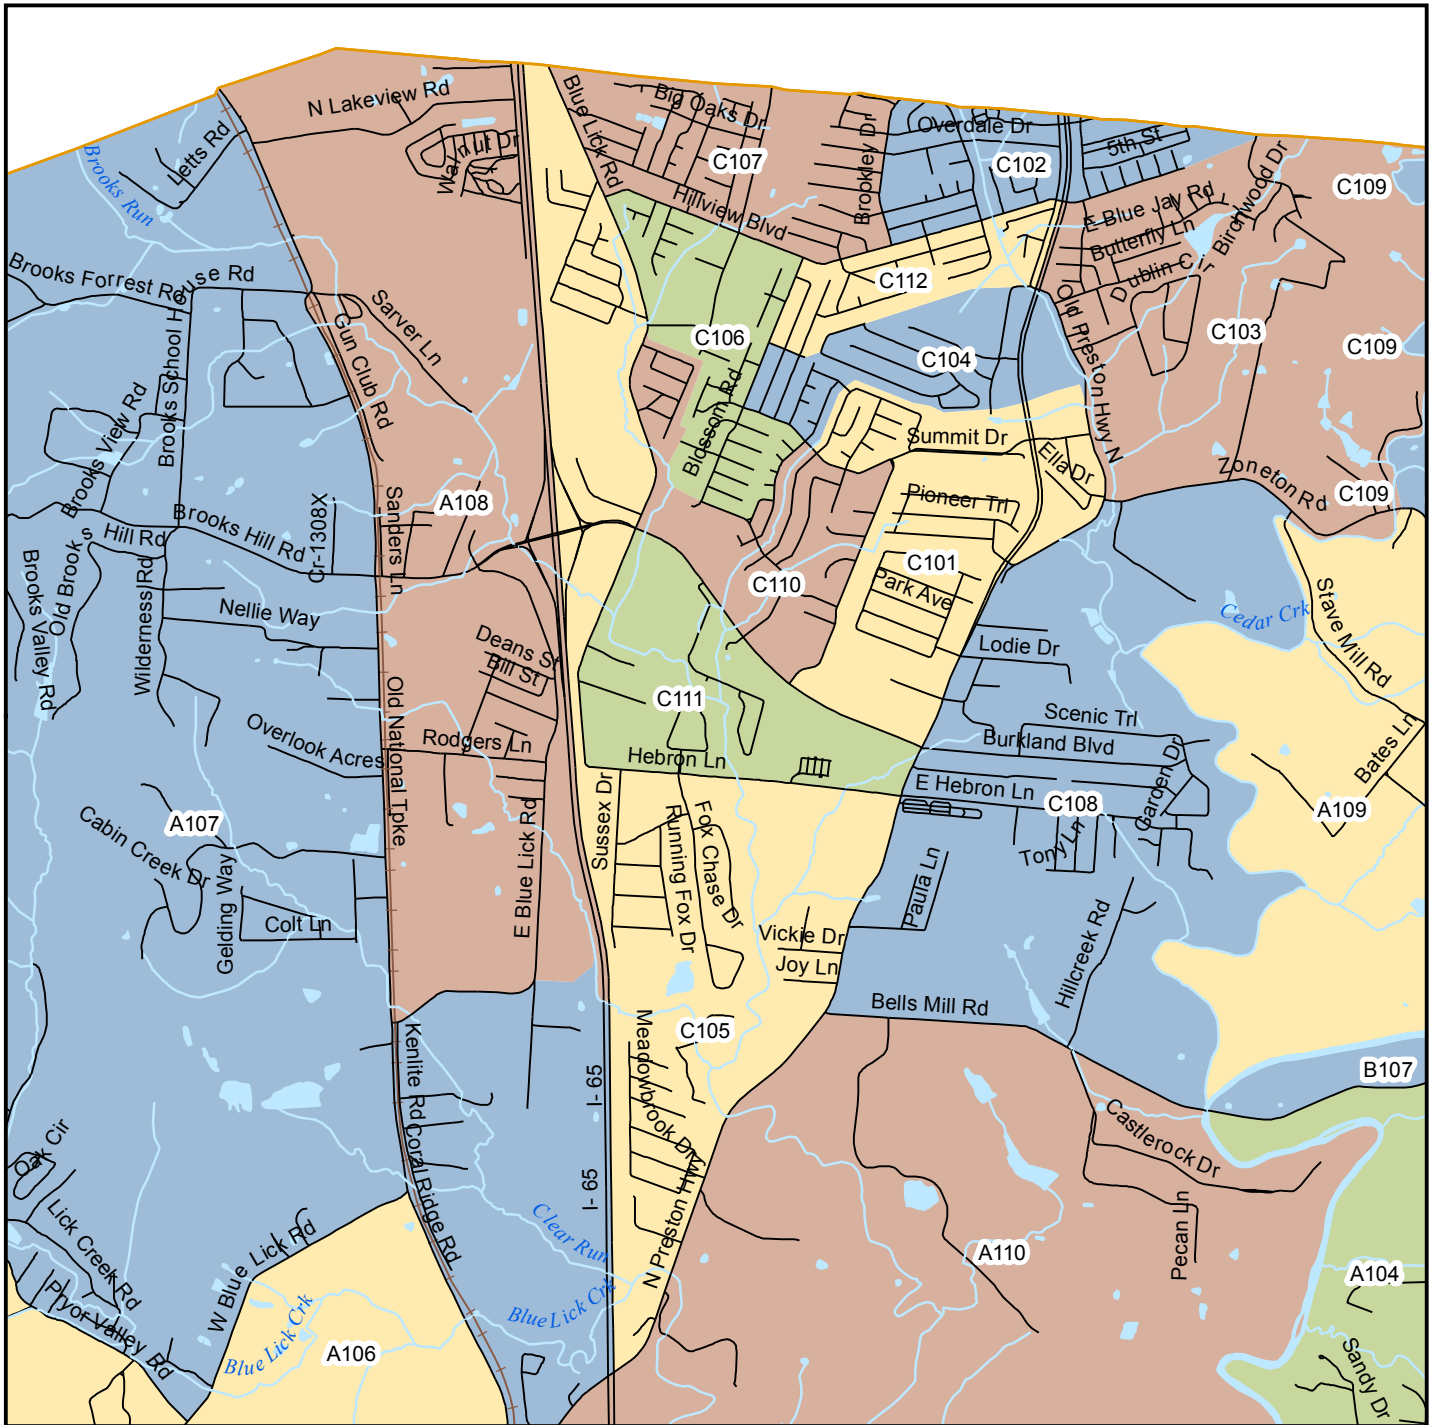 N Lakeview Rd
Walnut Dr
Letts Rd
Brooks Run
Blue Lick Rd
Big Oaks Dr
C107
Hillview Blvd
Brookley Dr
Overdale Dr
C102
5th St
C109
E Blue Jay Rd
Butterfly Ln
Birchwood Dr
Dublin C
Brooks Forrest Rd
Brooks School House Rd
Sarver Ln
Gun Club Rd
C112
C106
C104
Old Preston Hwy N
C103
C109
Brooks View Rd
Blossom Rd
Summit Dr
Ella Dr
Zoneton Rd
C109
Pioneer Trl
A108
Cr-1308X
Sanders Ln
Brooks Hill Rd
Old Brooks Hill Rd
Brooks Valley Rd
Wilderness Rd
Nellie Way
C110
C101
Park Ave
Cedar Crk
Stave Mill Rd
Deans St
Bill St
Lodie Dr
C111
Scenic Trl
Burkland Blvd
Bates Ln
Overlook Acres
Old National Tpke
Rodgers Ln
Hebron Ln
E Hebron Ln
C108
Garden Dr
A109
Tony Ln
A107
Cabin Creek Dr
Gelding Way
Colt Ln
E Blue Lick Rd
Sussex Dr
Running Fox Dr
Fox Chase Dr
Paula Ln
Vickie Dr
Joy Ln
Hillcreek Rd
Bells Mill Rd
C105
Meadowbrook Dr
Kenlite Rd
Coral Ridge Rd
I- 65
I- 65
B107
Castlerock Dr
Pecan Ln
Oak Cir
Lick Creek Rd
Pryor Valley Rd
W Blue Lick Rd
Clear Run
Blue Lick Crk
Blue Lick Crk
N Preston Hwy
A110
A104
A106
Sandy Dr